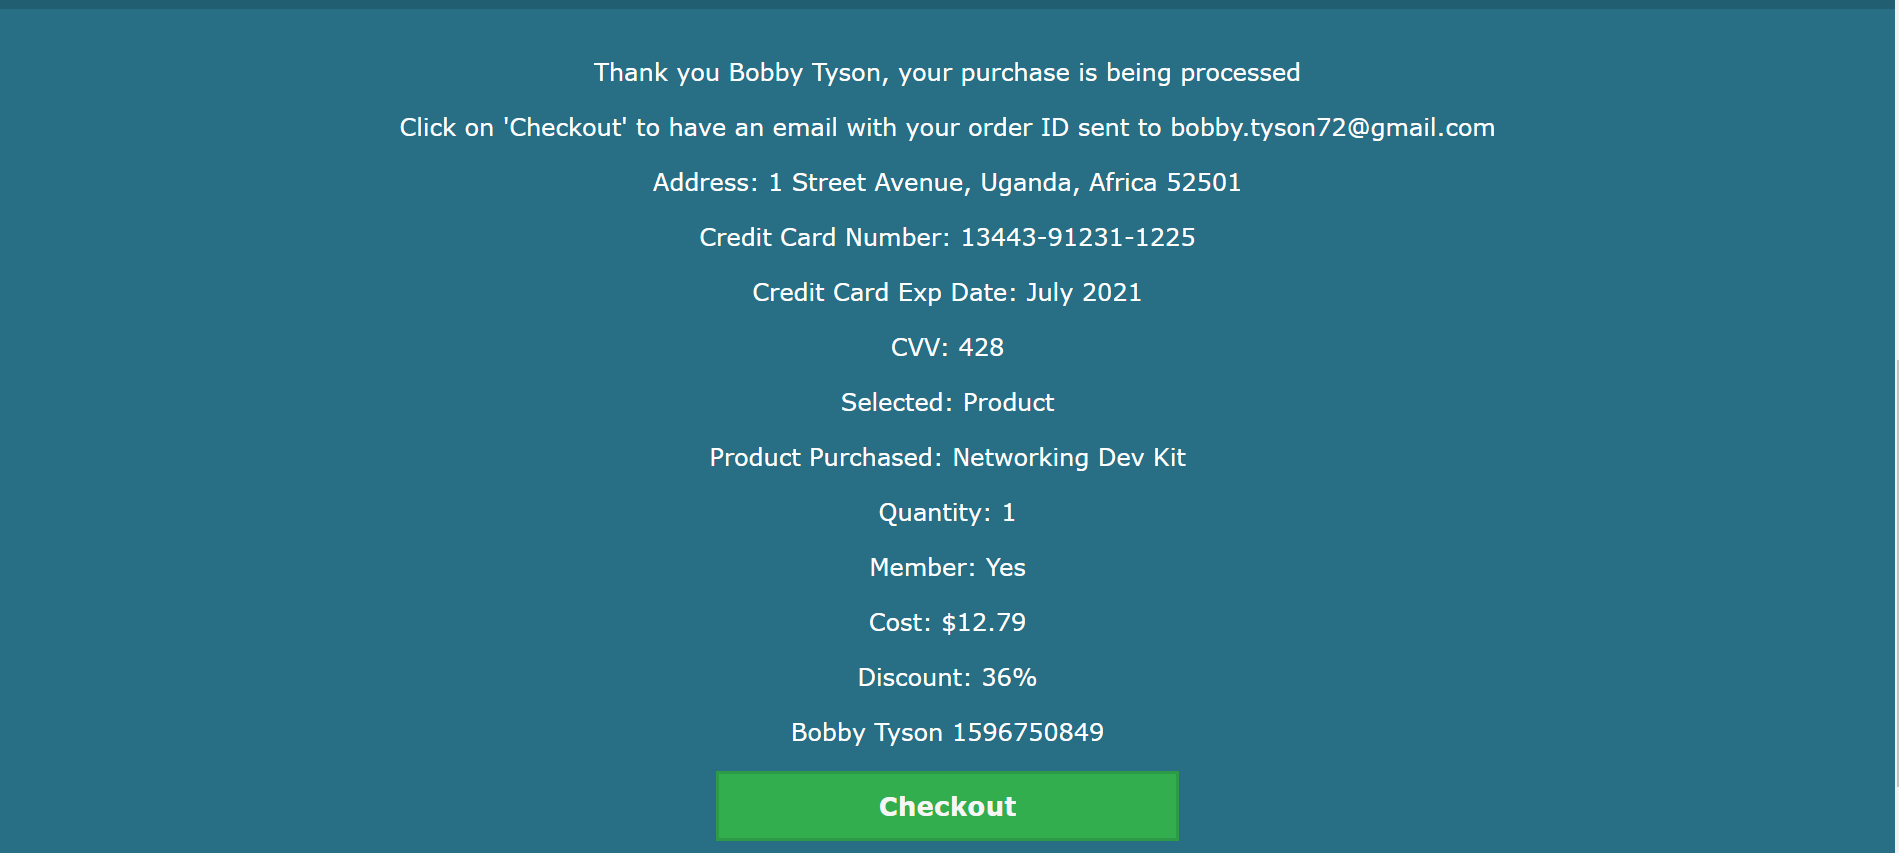 Thank you Bobby Tyson, your purchase is being processed
Click on 'Checkout' to have an email with your order ID sent to bobby.tyson72@gmail.com
Address: 1 Street Avenue, Uganda, Africa 52501
Credit Card Number: 13443-91231-1225
Credit Card Exp Date: July 2021
CVV: 428
Selected: Product
Product Purchased: Networking Dev Kit
Quantity: 1
Member: Yes
Cost: $12.79
Discount: 36%
Bobby Tyson 1596750849
Checkout